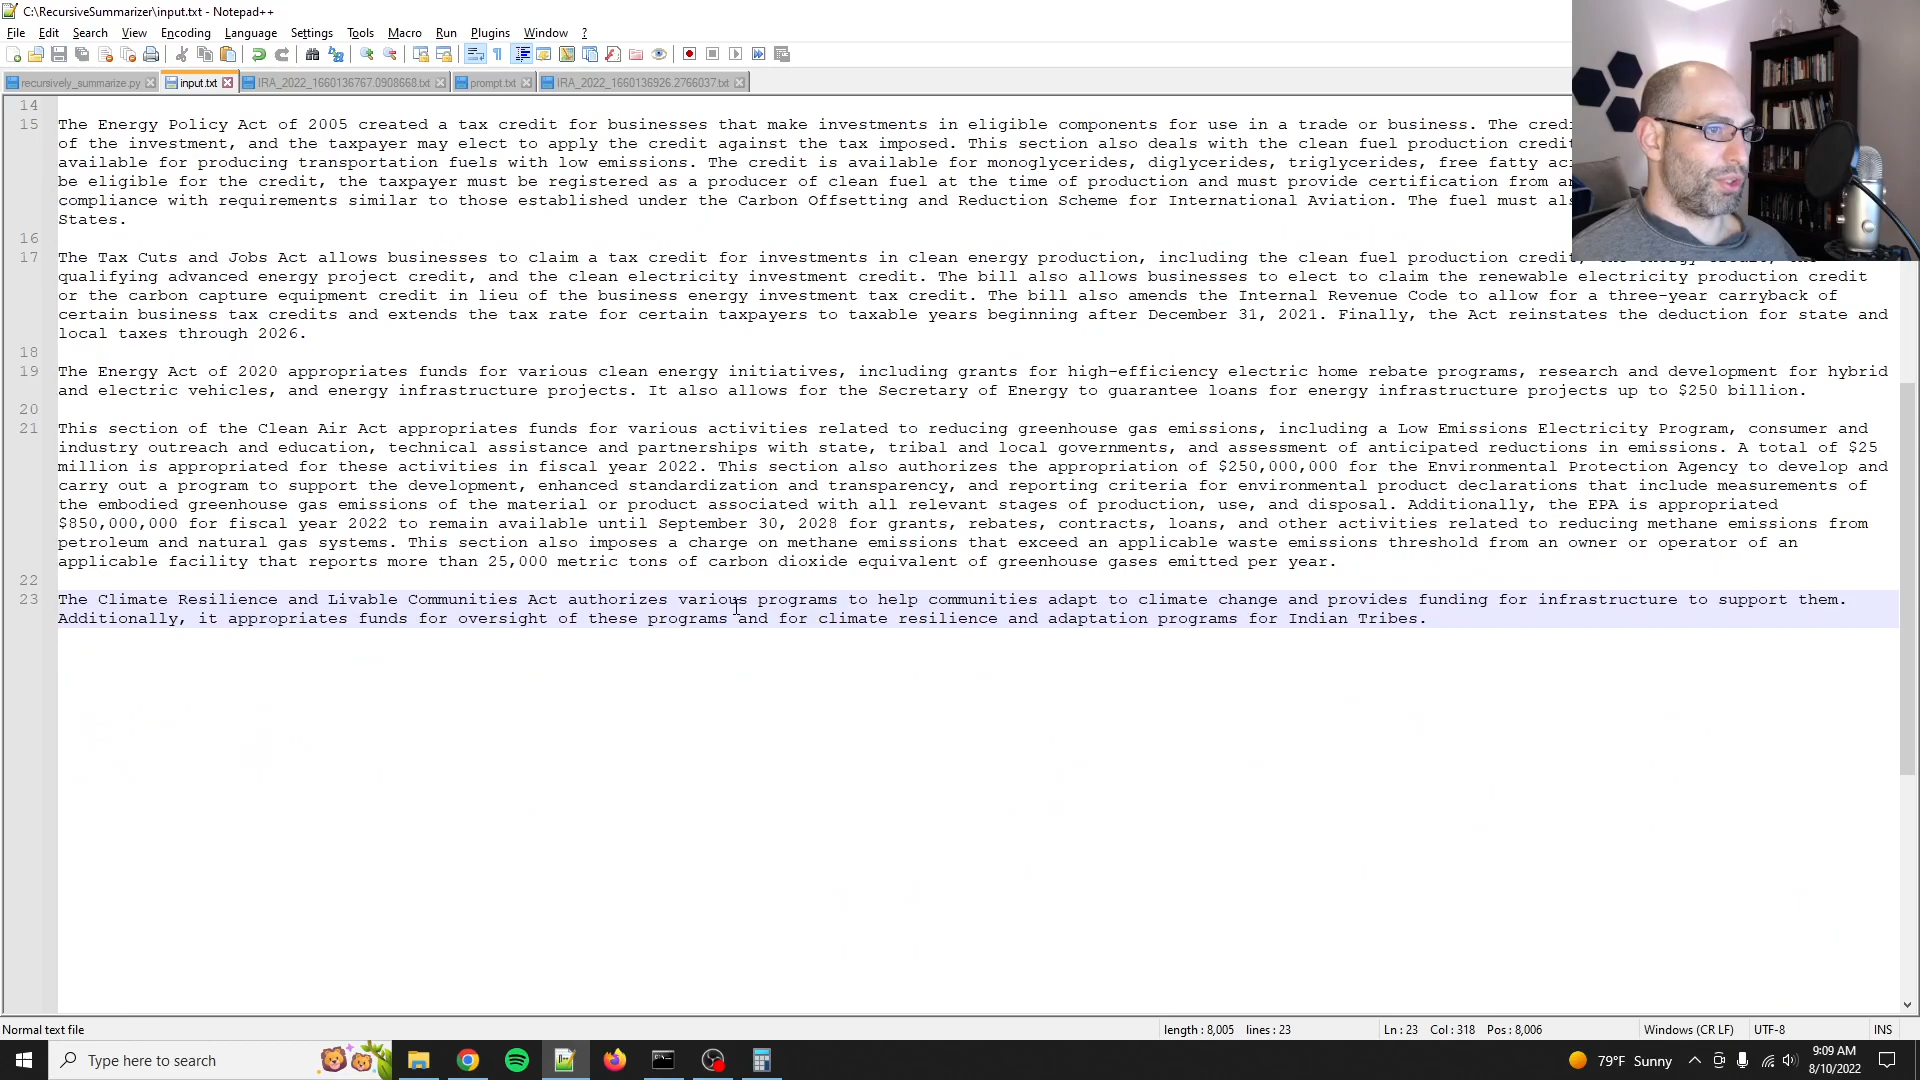 C:\RecursiveSummarizer\input.txt - Notepad++
File Edit Search View Encoding Language Settings Tools Macro Run Plugins Window ?
recursively_summarize.py input.txt IRA_2022_1660136767.0908668.txt prompt.txt IRA_2022_1660136926.2766037.txt
14
15 The Energy Policy Act of 2005 created a tax credit for businesses that make investments in eligible components for use in a trade or business. The
of the investment, and the taxpayer may elect to apply the credit against the tax imposed. This section also deals with the clean fuel production credit
available for producing transportation fuels with low emissions. The credit is available for monoglycerides, diglycerides, triglycerides, free fatty
be eligible for the credit, the taxpayer must be registered as a producer of clean fuel at the time of production and must provide certification from
compliance with requirements similar to those established under the Carbon Offsetting and Reduction Scheme for International Aviation. The fuel must
States.
16
17 The Tax Cuts and Jobs Act allows businesses to claim a tax credit for investments in clean energy production, including the clean fuel production credit,
qualifying advanced energy project credit, and the clean electricity investment credit. The bill also allows businesses to elect to claim the renewable electricity production credit
or the carbon capture equipment credit in lieu of the business energy investment tax credit. The bill also amends the Internal Revenue Code to allow for a three-year carryback of
certain business tax credits and extends the tax rate for certain taxpayers to taxable years beginning after December 31, 2021. Finally, the Act reinstates the deduction for state and
local taxes through 2026.
18
19 The Energy Act of 2020 appropriates funds for various clean energy initiatives, including grants for high-efficiency electric home rebate programs, research and development for hybrid
and electric vehicles, and energy infrastructure projects. It also allows for the Secretary of Energy to guarantee loans for energy infrastructure projects up to $250 billion.
20
21 This section of the Clean Air Act appropriates funds for various activities related to reducing greenhouse gas emissions, including a Low Emissions Electricity Program, consumer and
industry outreach and education, technical assistance and partnerships with state, tribal and local governments, and assessment of anticipated reductions in emissions. A total of $25
million is appropriated for these activities in fiscal year 2022. This section also authorizes the appropriation of $250,000,000 for the Environmental Protection Agency to develop and
carry out a program to support the development, enhanced standardization and transparency, and reporting criteria for environmental product declarations that include measurements of
the embodied greenhouse gas emissions of the material or product associated with all relevant stages of production, use, and disposal. Additionally, the EPA is appropriated
$850,000,000 for fiscal year 2022 to remain available until September 30, 2028 for grants, rebates, contracts, loans, and other activities related to reducing methane emissions from
petroleum and natural gas systems. This section also imposes a charge on methane emissions that exceed an applicable waste emissions threshold from an owner or operator of an
applicable facility that reports more than 25,000 metric tons of carbon dioxide equivalent of greenhouse gases emitted per year.
22
23 The Climate Resilience and Livable Communities Act authorizes various programs to help communities adapt to climate change and provides funding for infrastructure to support them.
Additionally, it appropriates funds for oversight of these programs and for climate resilience and adaptation programs for Indian Tribes.
Normal text file length : 8,005 lines : 23 Ln : 23 Col : 318 Pos : 8,006 Windows (CR LF) UTF-8 INS
Type here to search 79°F Sunny 9:09 AM
8/10/2022